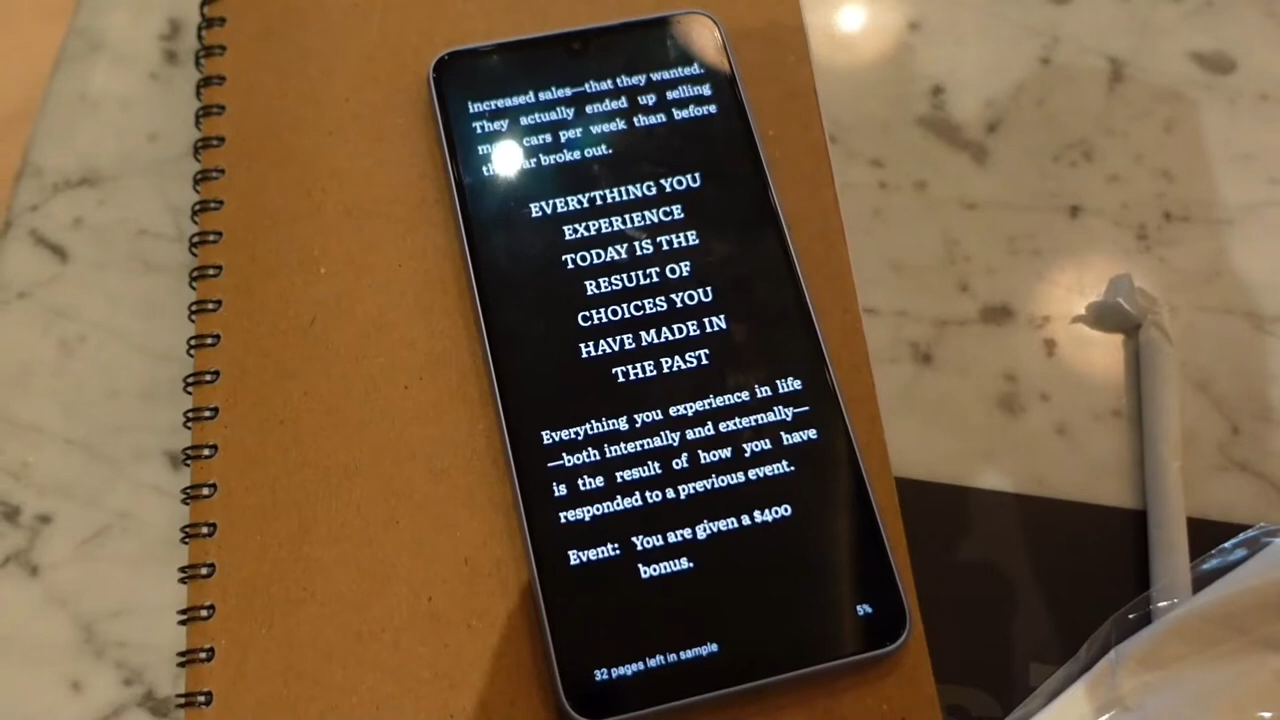 increased sales—that they wanted.
They actually ended up selling
cars per week than before
broke out.
EVERYTHING YOU
EXPERIENCE
TODAY IS THE
RESULT OF
CHOICES YOU
HAVE MADE IN
THE PAST
Everything you experience in life
—both internally and externally—
is the result of how you have
responded to a previous event.
Event: You are given a $400
bonus.
5%
32 pages left in sample